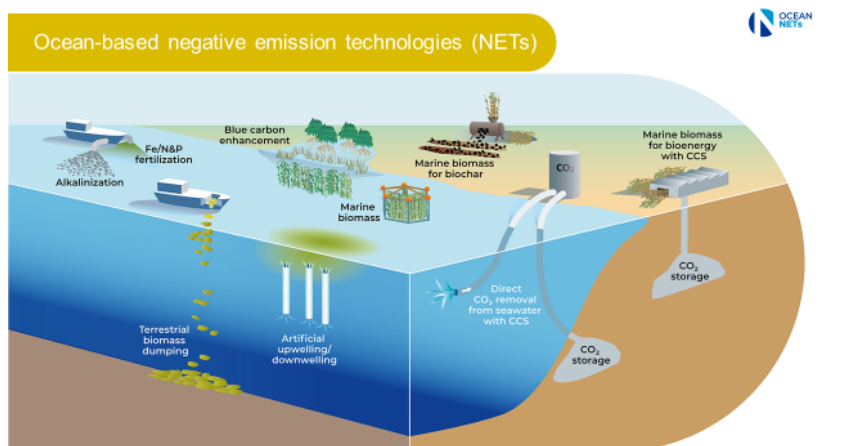 Ocean-based negative emission technologies (NETs)
OCEAN
NETs
Blue carbon
enhancement
Fe/N&P
fertilization
Alkalinization
Marine biomass
for biochar
Marine biomass
for bioenergy
with CCS
CO₂
Marine
biomass
CO₂
storage
Direct
CO₂ removal
from seawater
with CCS
Terrestrial
biomass
dumping
Artificial
upwelling/
downwelling
CO₂
storage